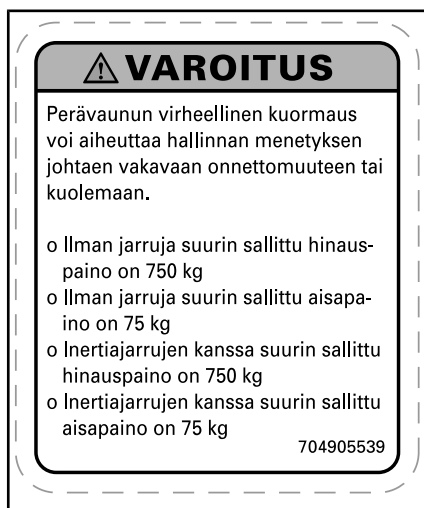 ⚠ VAROITUS
Perävaunun virheellinen kuormaus
voi aiheuttaa hallinnan menetyksen
johtaen vakavaan onnettomuuteen tai
kuolemaan.
o Ilman jarruja suurin sallittu hinaus-
paino on 750 kg
o Ilman jarruja suurin sallittu aisapa-
ino on 75 kg
o Inertiajarrujen kanssa suurin sallittu
hinauspaino on 750 kg
o Inertiajarrujen kanssa suurin sallittu
aisapaino on 75 kg
704905539